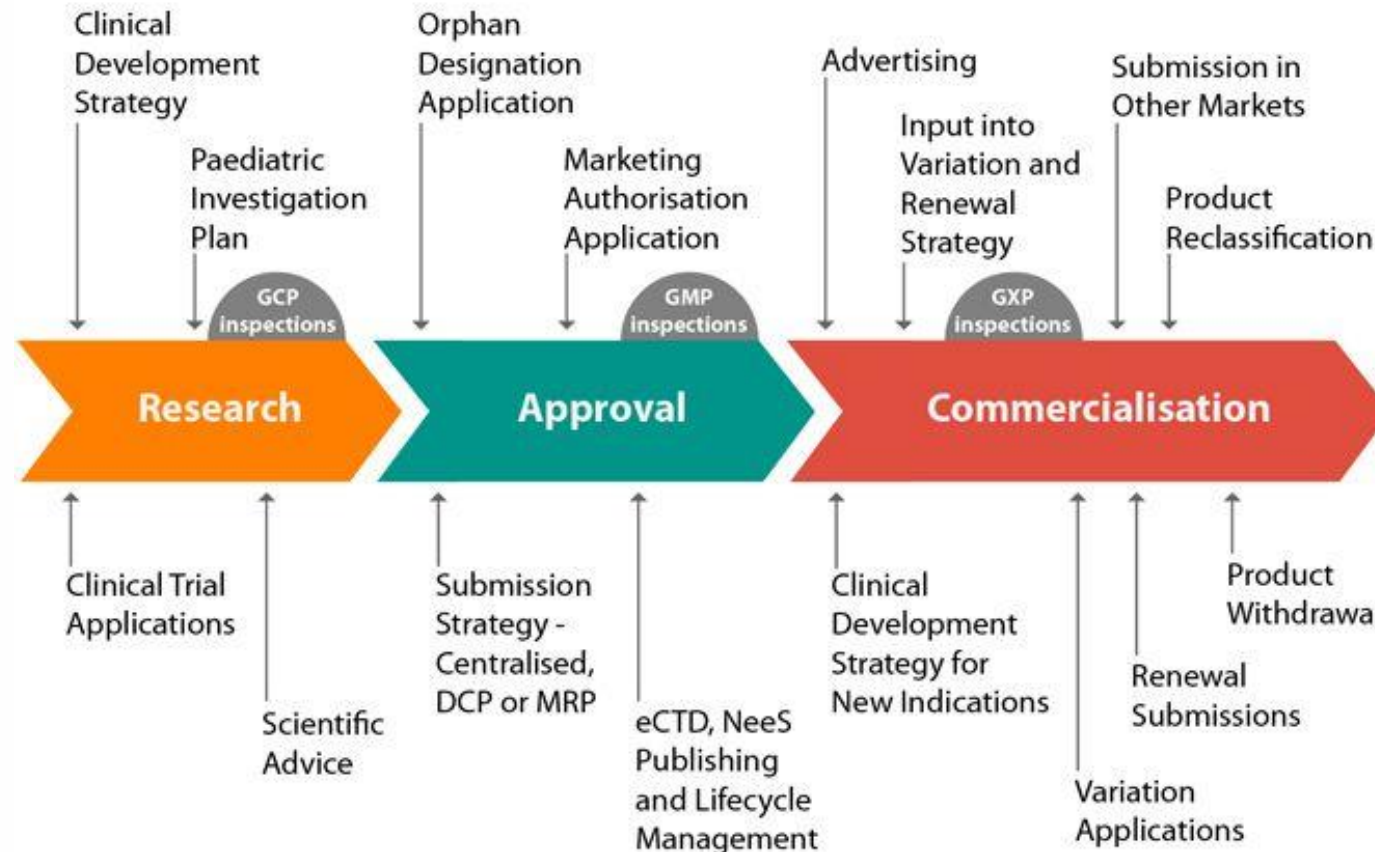 Clinical
Development
Strategy
Paediatric
Investigation
Plan
Orphan
Designation
Application
Marketing
Authorisation
Application
Advertising
Input into
Variation and
Renewal
Strategy
Submission in
Other Markets
Product
Reclassification
GCP
inspections
GMP
inspections
GXP
inspections
Research
Approval
Commercialisation
Clinical Trial
Applications
Scientific
Advice
Submission
Strategy -
Centralised,
DCP or MRP
eCTD, NeeS
Publishing
and Lifecycle
Management
Clinical
Development
Strategy for
New Indications
Variation
Applications
Renewal
Submissions
Product
Withdrawa